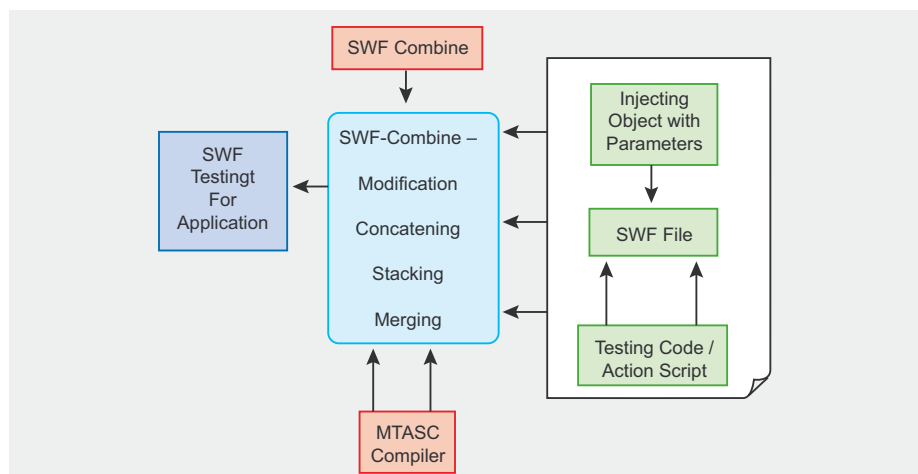 SWF Combine
SWF
Testingt
For
Application
SWF-Combine –
Modification
Concatening
Stacking
Merging
Injecting
Object with
Parameters
SWF File
Testing Code /
Action Script
MTASC
Compiler